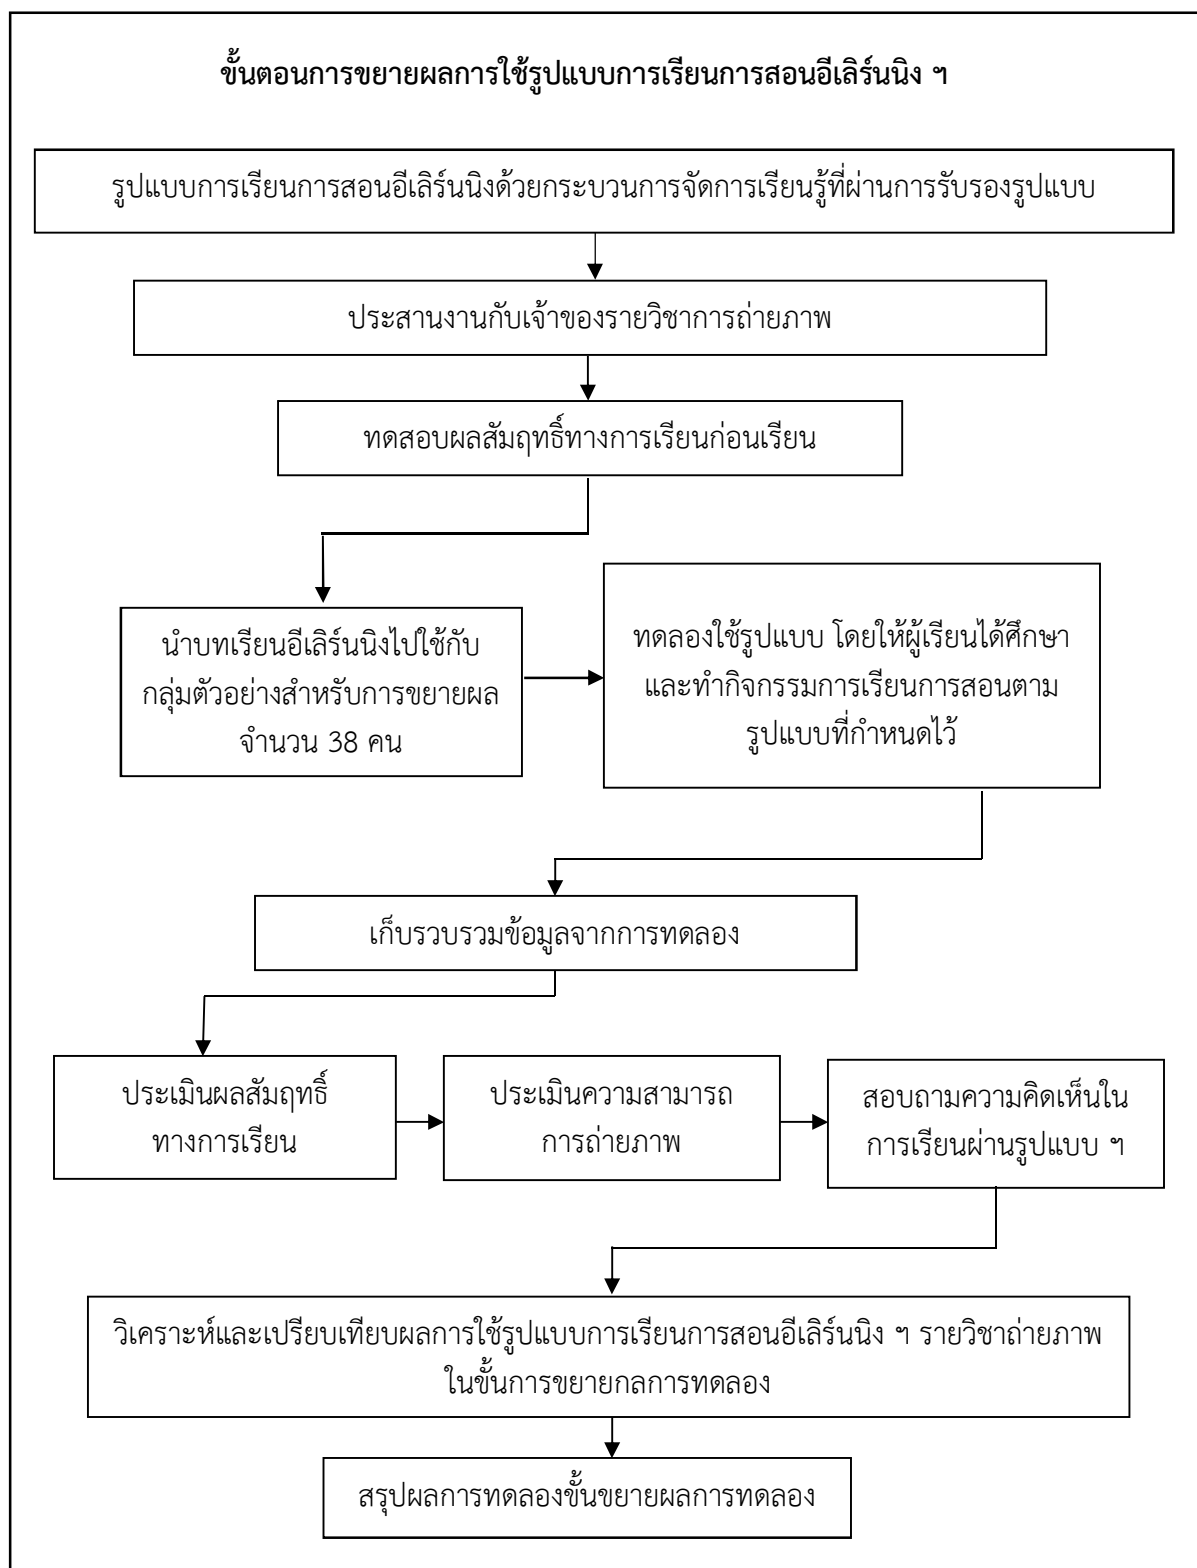 ขั้นตอนการขยายผลการใช้รูปแบบการเรียนการสอนอีเลิร์นนิง ฯ
รูปแบบการเรียนการสอนอีเลิร์นนิงด้วยกระบวนการจัดการเรียนรู้ที่ผ่านการรับรองรูปแบบ
ประสานงานกับเจ้าของรายวิชาการถ่ายภาพ
ทดสอบผลสัมฤทธิ์ทางการเรียนก่อนเรียน
นำบทเรียนอีเลิร์นนิงไปใช้กับ
กลุ่มตัวอย่างสำหรับการขยายผล
จำนวน 38 คน
ทดลองใช้รูปแบบ โดยให้ผู้เรียนได้ศึกษา
และทำกิจกรรมการเรียนการสอนตาม
รูปแบบที่กำหนดไว้
เก็บรวบรวมข้อมูลจากการทดลอง
ประเมินผลสัมฤทธิ์
ทางการเรียน
ประเมินความสามารถ
การถ่ายภาพ
สอบถามความคิดเห็นใน
การเรียนผ่านรูปแบบ ฯ
วิเคราะห์และเปรียบเทียบผลการใช้รูปแบบการเรียนการสอนอีเลิร์นนิง ฯ รายวิชาถ่ายภาพ
ในขั้นการขยายกลการทดลอง
สรุปผลการทดลองขั้นขยายผลการทดลอง